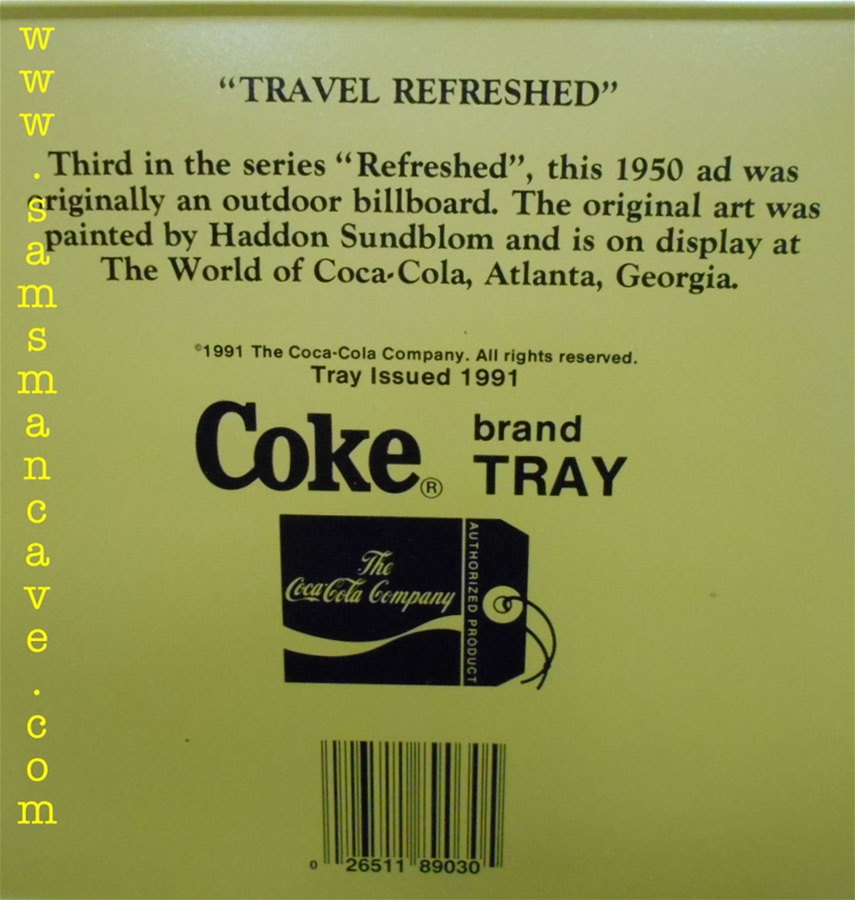 "TRAVEL REFRESHED"
Third in the series "Refreshed", this 1950 ad was
originally an outdoor billboard. The original art was
painted by Haddon Sundblom and is on display at
The World of Coca-Cola, Atlanta, Georgia.
©1991 The Coca-Cola Company. All rights reserved.
Tray Issued 1991
Coke® brand TRAY
The
Coca-Cola Company
AUTHORIZED PRODUCT
0 26511 89030
www.samsmancave.com